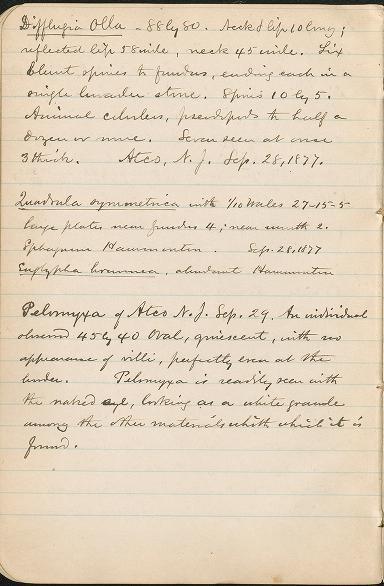 Difflugia Olla - 88 by 80. Neck & lip 10 long;
reflected lip 58 wide, neck 45 wide. Six
blunt spines to fundus, ending each in a
single broader stone. Spines 10 by 5.
Animal colorless, pseudopods to half a
dozen or more. Seven seen at once
3 thick. Atco, N. J. Sep. 28, 1877.
Quadrula symmetrica with 1/10 Wales 27-15-5
large plates near fundus 4; near mouth 2.
Sphagnum Hammonton. Sep. 28, 1877
Euglypha brunnea, abundant Hammonton
Pelomyxa of Atco N. J. Sep. 29. An individual
observed 45 by 40 Oval, quiescent, with no
appearance of villi, perfectly even at the
border. Pelomyxa is readily seen with
the naked eye, looking as a white granule
among the other materials with which it is
found.